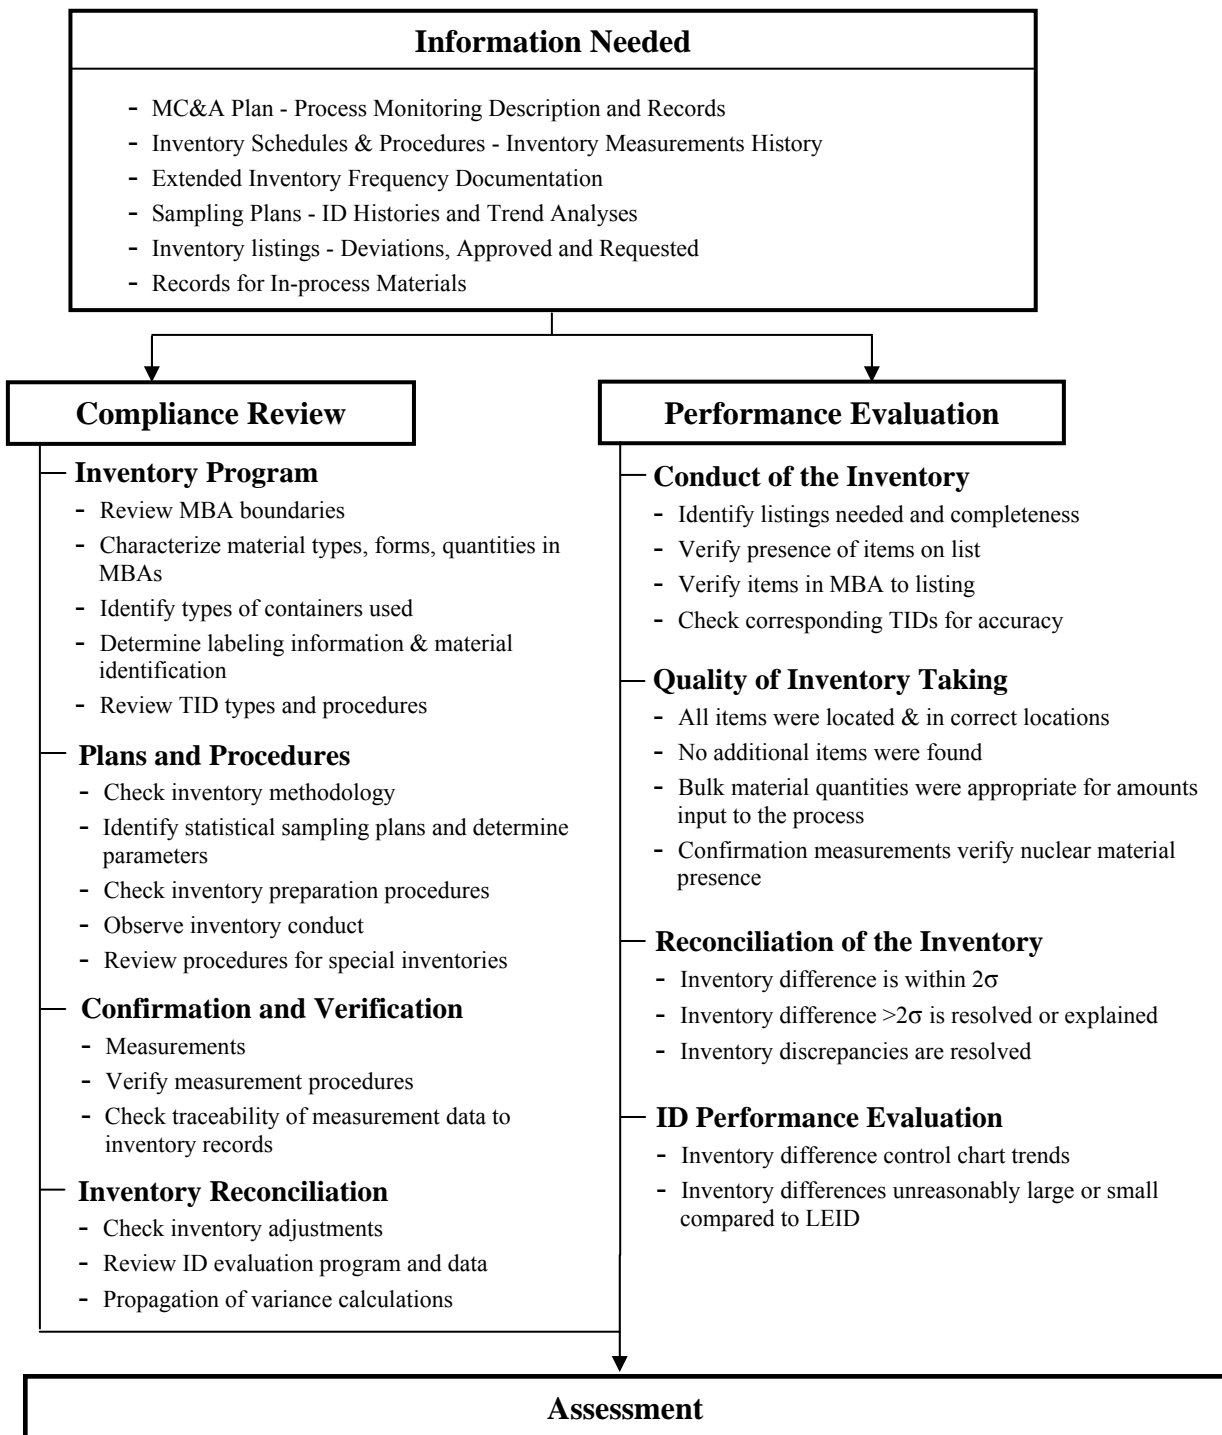 Information Needed
- MC&A Plan - Process Monitoring Description and Records
- Inventory Schedules & Procedures - Inventory Measurements History
- Extended Inventory Frequency Documentation
- Sampling Plans - ID Histories and Trend Analyses
- Inventory listings - Deviations, Approved and Requested
- Records for In-process Materials
Compliance Review
Inventory Program
- Review MBA boundaries
- Characterize material types, forms, quantities in
MBAs
- Identify types of containers used
- Determine labeling information & material
identification
- Review TID types and procedures
Plans and Procedures
- Check inventory methodology
- Identify statistical sampling plans and determine
parameters
- Check inventory preparation procedures
- Observe inventory conduct
- Review procedures for special inventories
Confirmation and Verification
- Measurements
- Verify measurement procedures
- Check traceability of measurement data to
inventory records
Inventory Reconciliation
- Check inventory adjustments
- Review ID evaluation program and data
- Propagation of variance calculations
Performance Evaluation
Conduct of the Inventory
- Identify listings needed and completeness
- Verify presence of items on list
- Verify items in MBA to listing
- Check corresponding TIDs for accuracy
Quality of Inventory Taking
- All items were located & in correct locations
- No additional items were found
- Bulk material quantities were appropriate for amounts
input to the process
- Confirmation measurements verify nuclear material
presence
Reconciliation of the Inventory
- Inventory difference is within 2σ
- Inventory difference >2σ is resolved or explained
- Inventory discrepancies are resolved
ID Performance Evaluation
- Inventory difference control chart trends
- Inventory differences unreasonably large or small
compared to LEID
Assessment